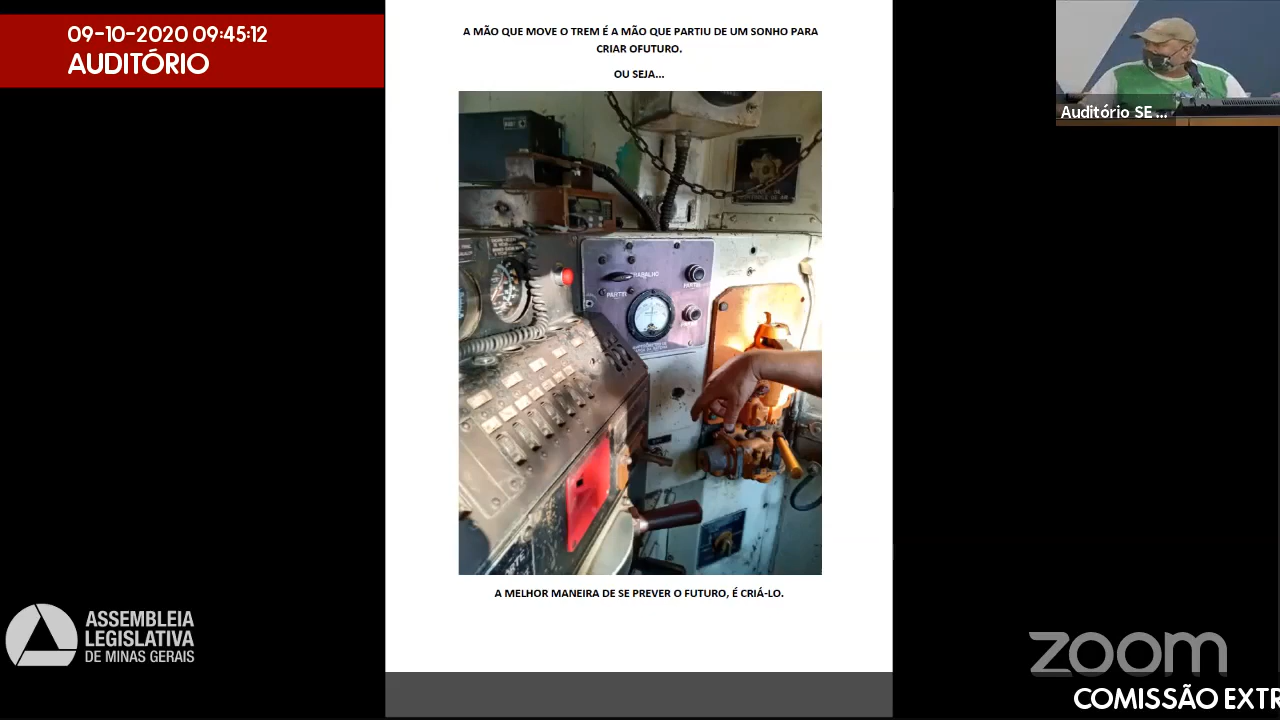 09-10-2020 09:45:12
AUDITÓRIO
A MÃO QUE MOVE O TREM É A MÃO QUE PARTIU DE UM SONHO PARA
CRIAR OFUTURO.
OU SEJA...
Auditório SE ...
TRABALHO
PARTIR
PARTIR
A MELHOR MANEIRA DE SE PREVER O FUTURO, É CRIÁ-LO.
ASSEMBLEIA
LEGISLATIVA
DE MINAS GERAIS
zoom
COMISSÃO EXTR